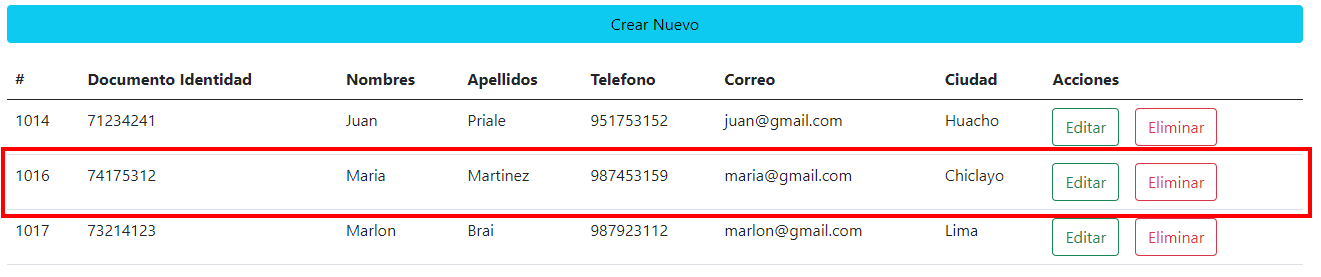 Crear Nuevo
# Documento Identidad Nombres Apellidos Telefono Correo Ciudad Acciones
1014 71234241 Juan Priale 951753152 juan@gmail.com Huacho Editar Eliminar
1016 74175312 Maria Martinez 987453159 maria@gmail.com Chiclayo Editar Eliminar
1017 73214123 Marlon Brai 987923112 marlon@gmail.com Lima Editar Eliminar